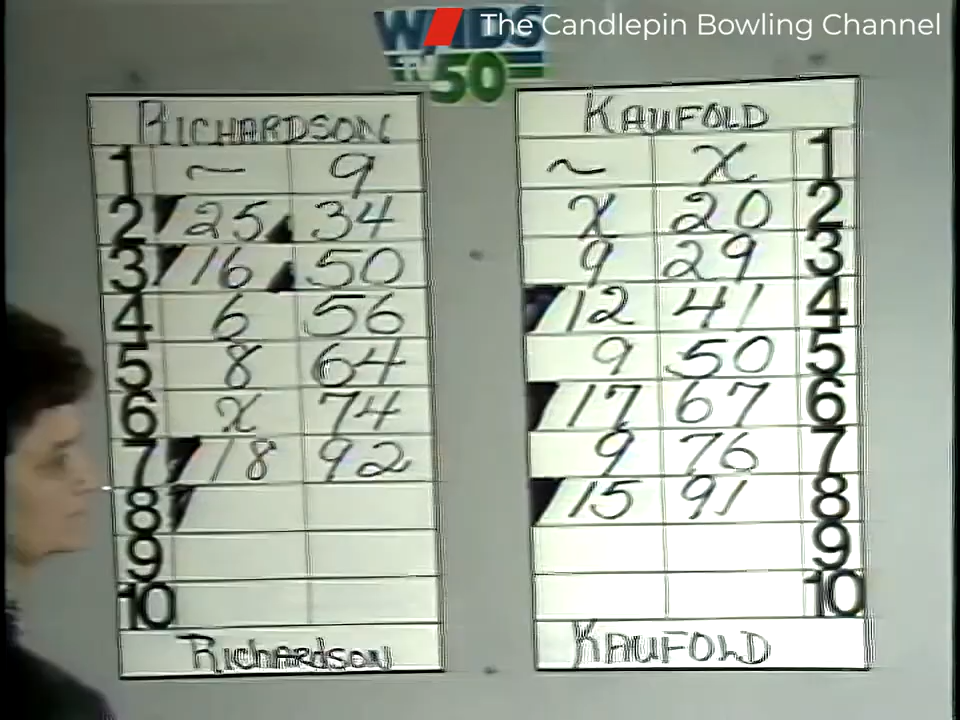 The Candlepin Bowling Channel
WNDS
TV 50
RICHARDSON
1 ~ 9
2 25 34
3 16 50
4 6 56
5 8 64
6 X 74
7 18 92
8
9
10
RICHARDSON
KAUFOLD
~ X 1
X 20 2
9 29 3
12 41 4
9 50 5
17 67 6
9 76 7
15 91 8
9
10
KAUFOLD